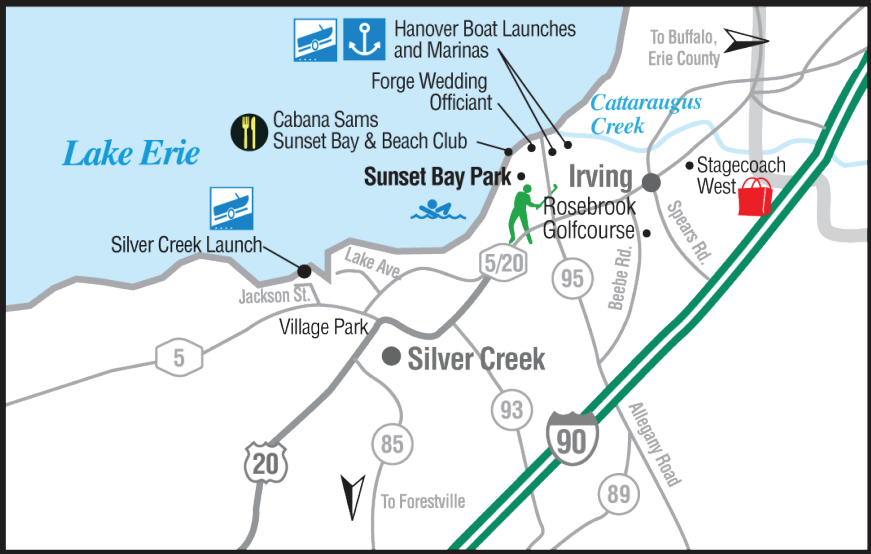 Hanover Boat Launches
and Marinas
To Buffalo,
Erie County
Forge Wedding
Officiant
Cattaraugus
Creek
Cabana Sams
Sunset Bay & Beach Club
Lake Erie
Sunset Bay Park
Irving
Stagecoach
West
Rosebrook
Golfcourse
Silver Creek Launch
Lake Ave.
5/20
95
Beebe Rd.
Spears Rd.
Jackson St.
Village Park
5
Silver Creek
93
90
Allegany Road
20
85
To Forestville
89